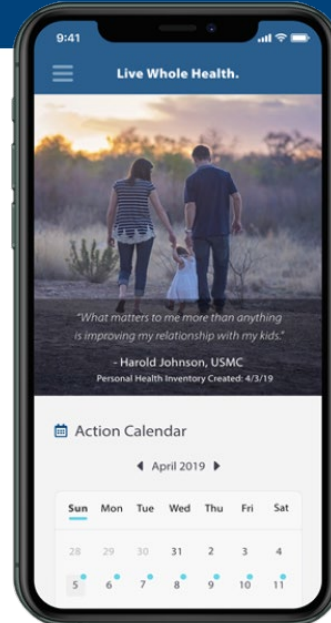 9:41
Live Whole Health.
"What matters to me more than anything
is improving my relationship with my kids."
- Harold Johnson, USMC
Personal Health Inventory Created: 4/3/19
Action Calendar
April 2019
Sun Mon Tue Wed Thu Fri Sat
28 29 30 31 2 3 4
5 6 7 8 9 10 11